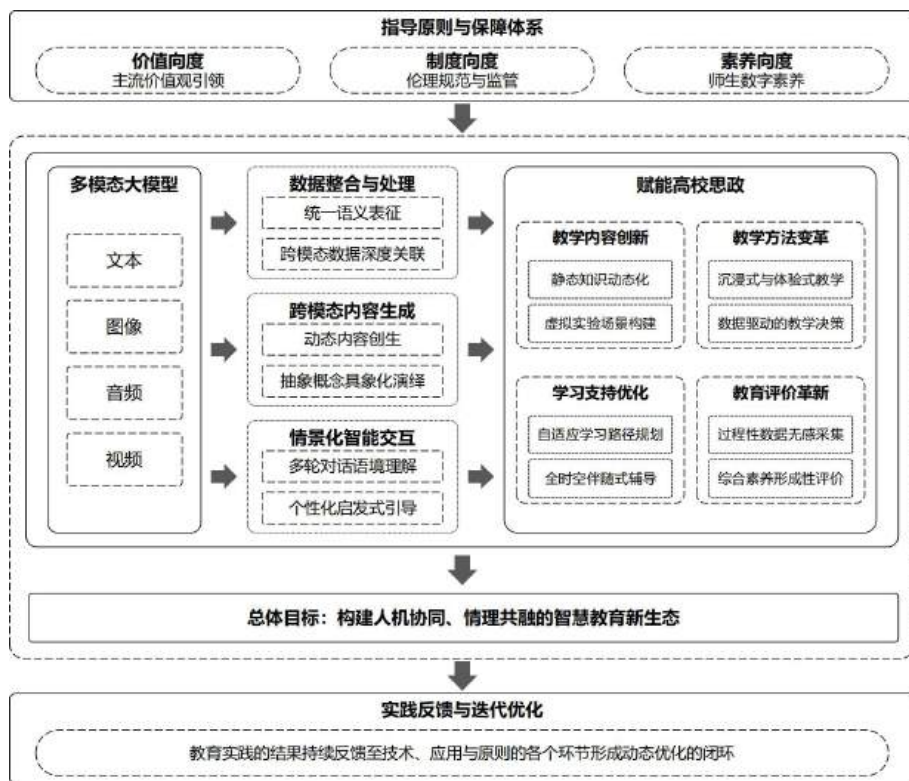 指导原则与保障体系
价值向度
主流价值观引领
制度向度
伦理规范与监管
素养向度
师生数字素养
多模态大模型
文本
图像
音频
视频
数据整合与处理
统一语义表征
跨模态数据深度关联
跨模态内容生成
动态内容创生
抽象概念具象化演绎
情景化智能交互
多轮对话语境理解
个性化启发式引导
赋能高校思政
教学内容创新
静态知识动态化
虚拟实验场景构建
教学方法变革
沉浸式与体验式教学
数据驱动的教学决策
学习支持优化
自适应学习路径规划
全时空伴随式辅导
教育评价革新
过程性数据无感采集
综合素养形成性评价
总体目标：构建人机协同、情理共融的智慧教育新生态
实践反馈与迭代优化
教育实践的结果持续反馈至技术、应用与原则的各个环节形成动态优化的闭环